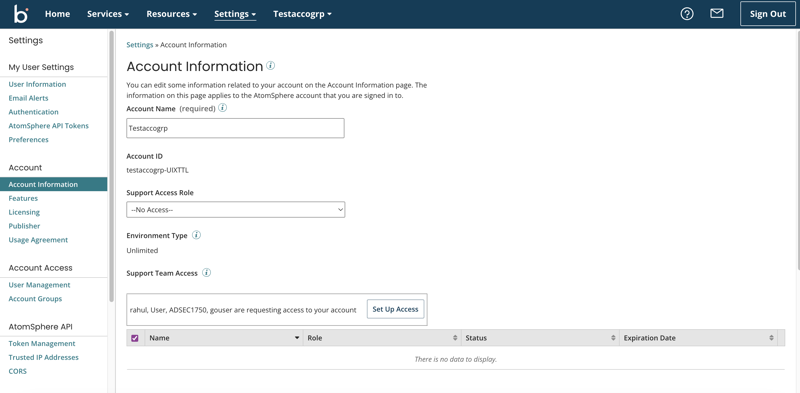 b Home Services Resources Settings Testaccogrp ? Sign Out
Settings
My User Settings
User Information
Email Alerts
Authentication
AtomSphere API Tokens
Preferences
Account
Account Information
Features
Licensing
Publisher
Usage Agreement
Account Access
User Management
Account Groups
AtomSphere API
Token Management
Trusted IP Addresses
CORS
Settings » Account Information
Account Information i
You can edit some information related to your account on the Account Information page. The
information on this page applies to the AtomSphere account that you are signed in to.
Account Name (required) i
Testaccogrp
Account ID
testaccogrp-UIXTTL
Support Access Role
--No Access--
Environment Type i
Unlimited
Support Team Access i
rahul, User, ADSEC1750, gouser are requesting access to your account Set Up Access
Name Role Status Expiration Date
There is no data to display.